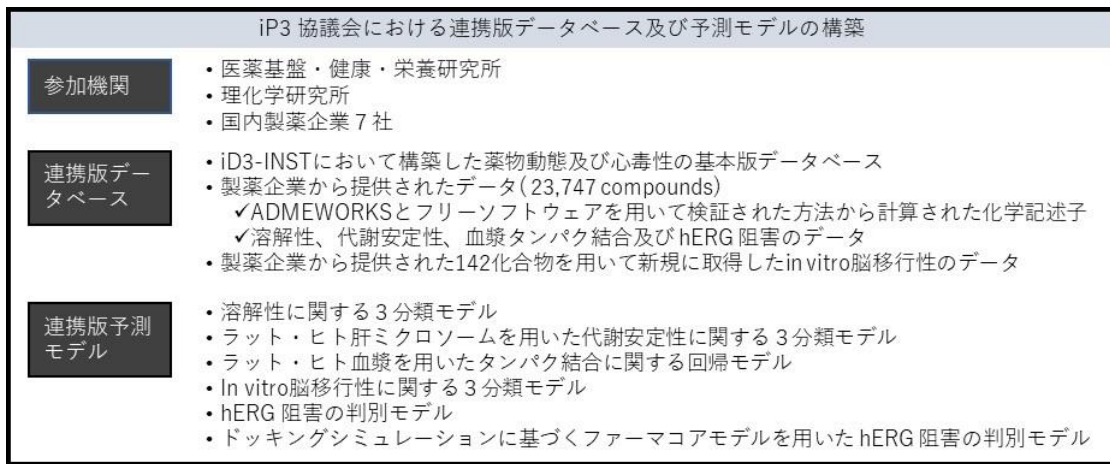 iP3 協議会における連携版データベース及び予測モデルの構築
参加機関
• 医薬基盤・健康・栄養研究所
• 理化学研究所
• 国内製薬企業７社
連携版デー
タベース
• iD3-INSTにおいて構築した薬物動態及び心毒性の基本版データベース
• 製薬企業から提供されたデータ( 23,747 compounds)
✓ADMEWORKSとフリーソフトウェアを用いて検証された方法から計算された化学記述子
✓溶解性、代謝安定性、血漿タンパク結合及び hERG 阻害のデータ
• 製薬企業から提供された142化合物を用いて新規に取得したin vitro脳移行性のデータ
連携版予測
モデル
• 溶解性に関する３分類モデル
• ラット・ヒト肝ミクロソームを用いた代謝安定性に関する３分類モデル
• ラット・ヒト血漿を用いたタンパク結合に関する回帰モデル
• In vitro脳移行性に関する３分類モデル
• hERG 阻害の判別モデル
• ドッキングシミュレーションに基づくファーマコアモデルを用いた hERG 阻害の判別モデル